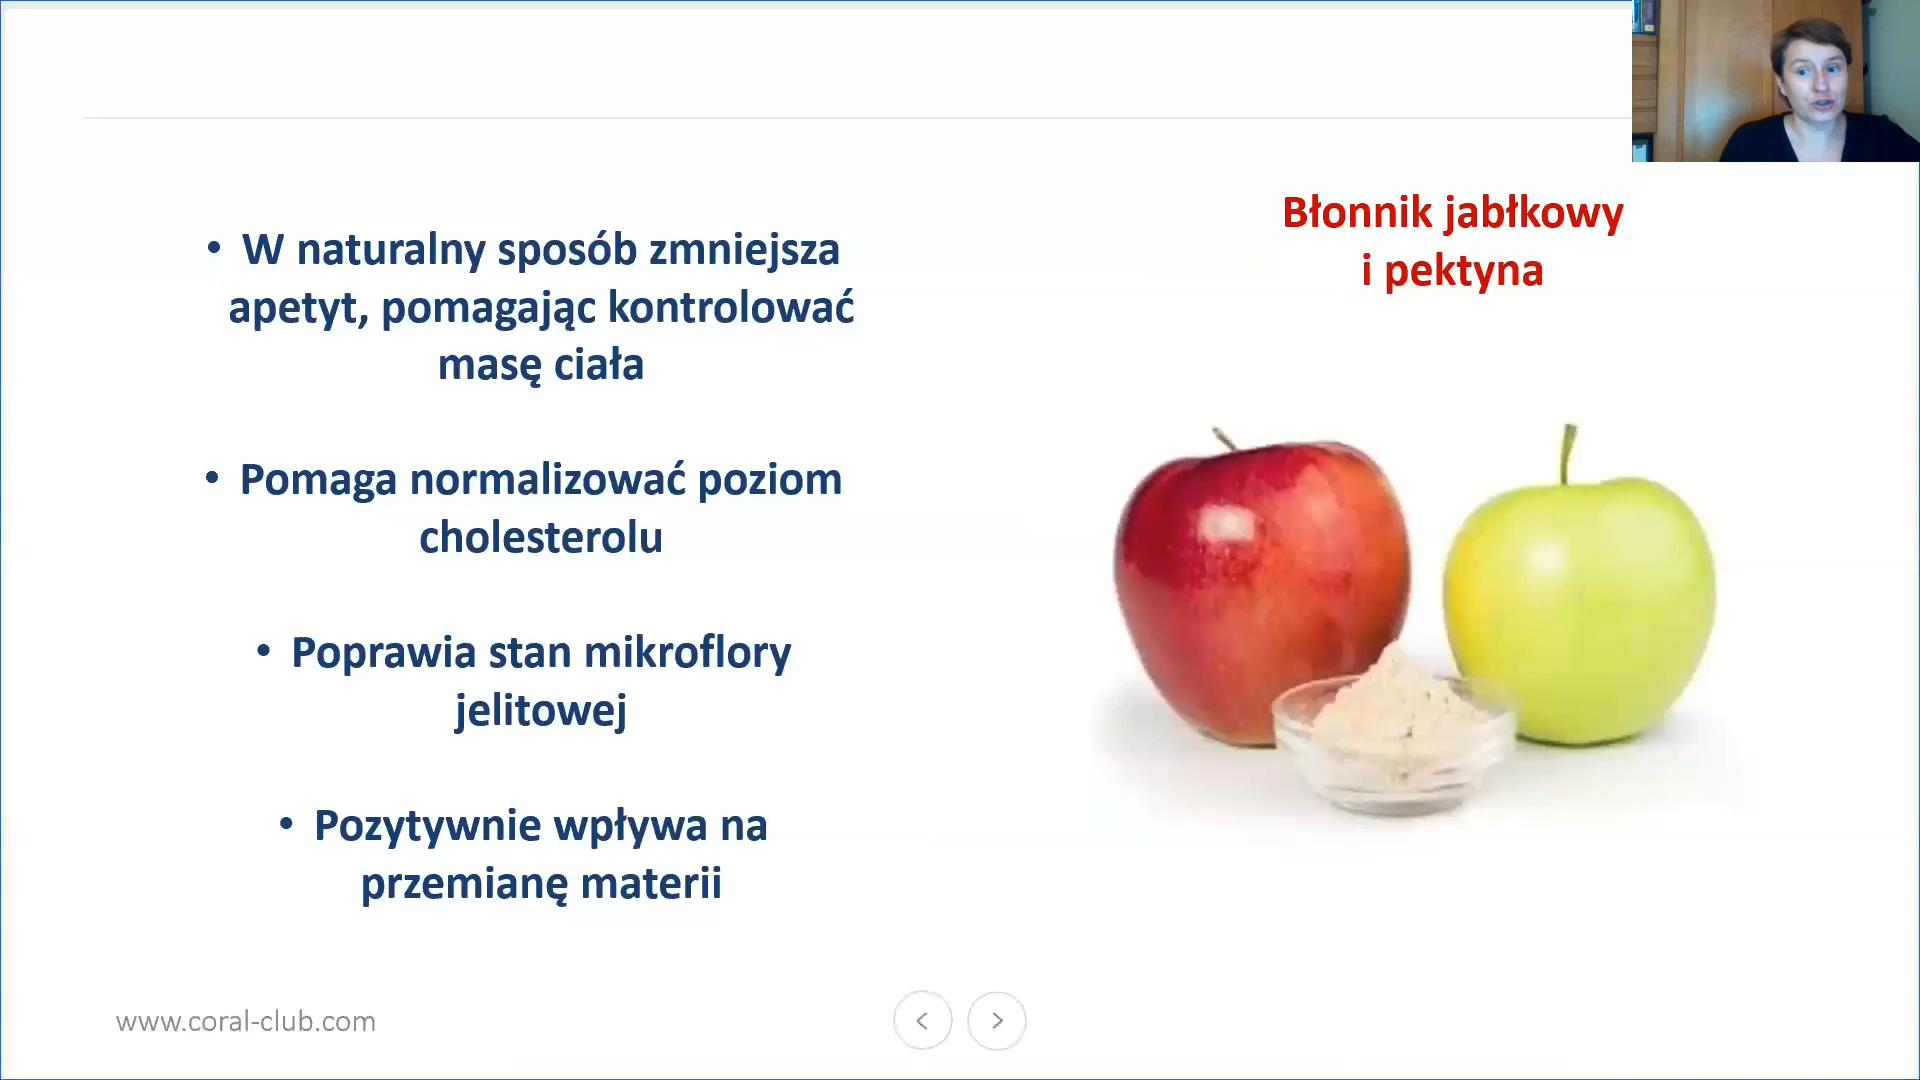 Błonnik jabłkowy
i pektyna
• W naturalny sposób zmniejsza
apetyt, pomagając kontrolować
masę ciała
• Pomaga normalizować poziom
cholesterolu
• Poprawia stan mikroflory
jelitowej
• Pozytywnie wpływa na
przemianę materii
www.coral-club.com